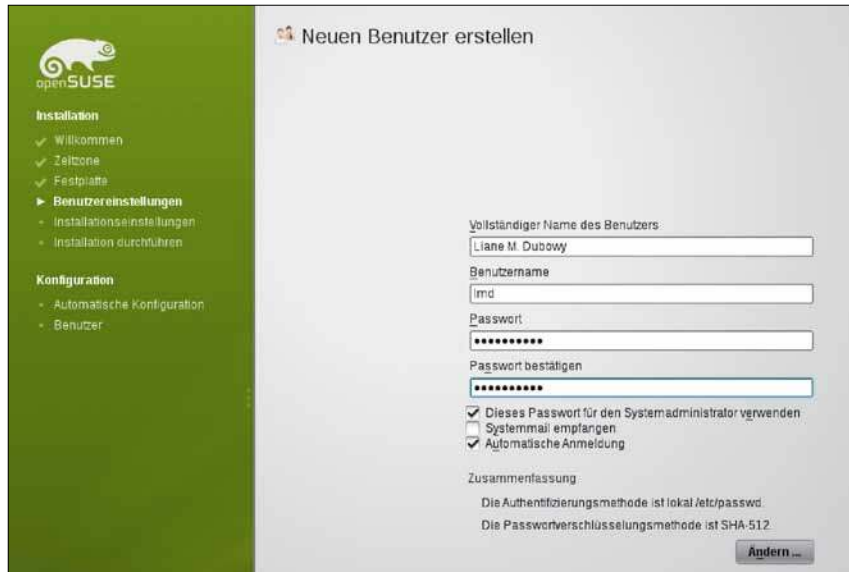 openSUSE
Installation
Willkommen
Zeitzone
Festplatte
Benutzereinstellungen
Installationseinstellungen
Installation durchführen
Konfiguration
Automatische Konfiguration
Benutzer
Neuen Benutzer erstellen
Vollständiger Name des Benutzers
Liane M. Dubowy
Benutzername
lmd
Passwort
••••••••••
Passwort bestätigen
••••••••••
Dieses Passwort für den Systemadministrator verwenden
Systemmail empfangen
Automatische Anmeldung
Zusammenfassung
Die Authentifizierungsmethode ist lokal /etc/passwd.
Die Passwortverschlüsselungsmethode ist SHA-512.
Ändern ...